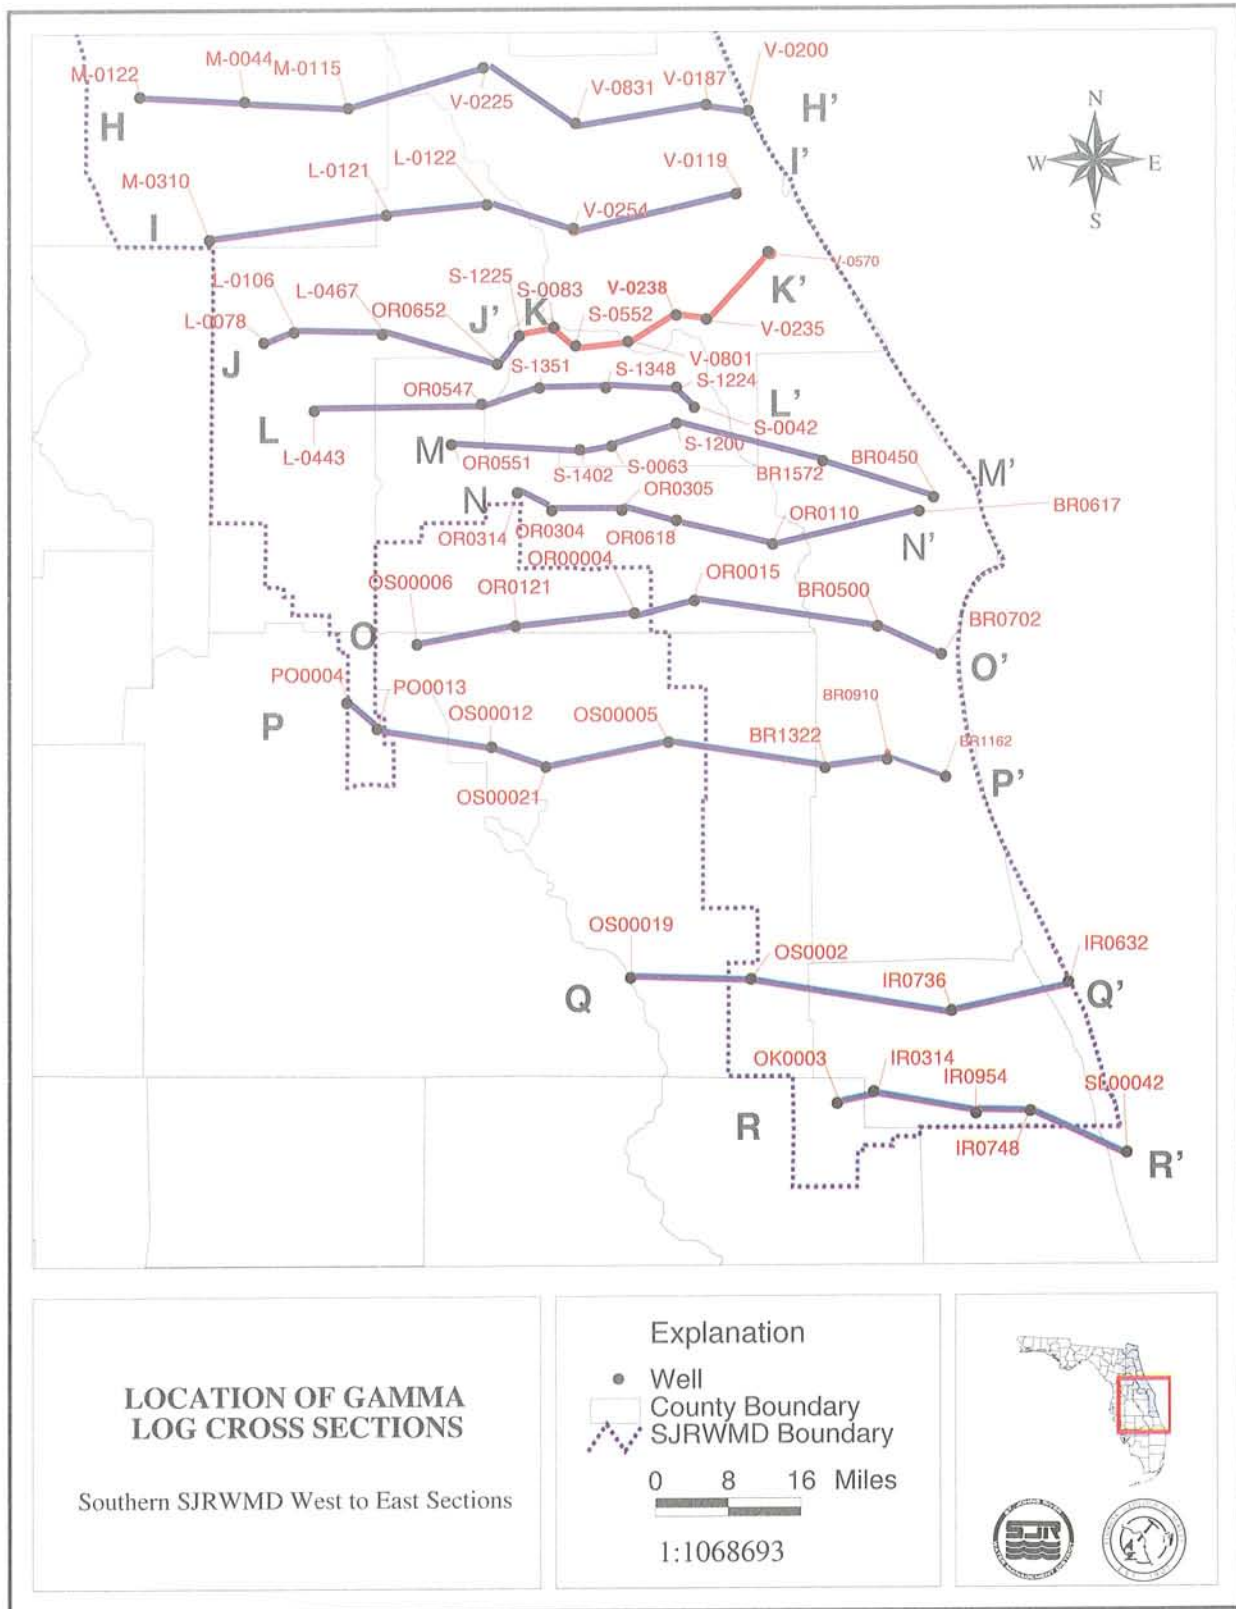 M-0122
M-0044
M-0115
V-0225
V-0831
V-0187
V-0200
H
H'
N
W
E
S
M-0310
L-0121
L-0122
V-0254
V-0119
I
I'
L-0078
L-0106
L-0467
OR0652
S-1225
S-0083
S-0552
V-0238
V-0801
V-0235
V-0570
J
J'
K
K'
L-0443
OR0547
S-1351
S-1348
S-1224
S-0042
L
L'
OR0551
S-1402
S-0063
S-1200
BR1572
BR0450
M
M'
OR0314
OR0304
OR0305
OR0618
OR0110
BR0617
N
N'
OS00006
OR0121
OR00004
OR0015
BR0500
BR0702
O
O'
PO0004
PO0013
OS00012
OS00021
OS00005
BR1322
BR0910
BR1162
P
P'
OS00019
OS0002
IR0736
IR0632
Q
Q'
OK0003
IR0314
IR0954
IR0748
SL00042
R
R'
LOCATION OF GAMMA
LOG CROSS SECTIONS
Southern SJRWMD West to East Sections
Explanation
Well
County Boundary
SJRWMD Boundary
0 8 16 Miles
1:1068693
SJR